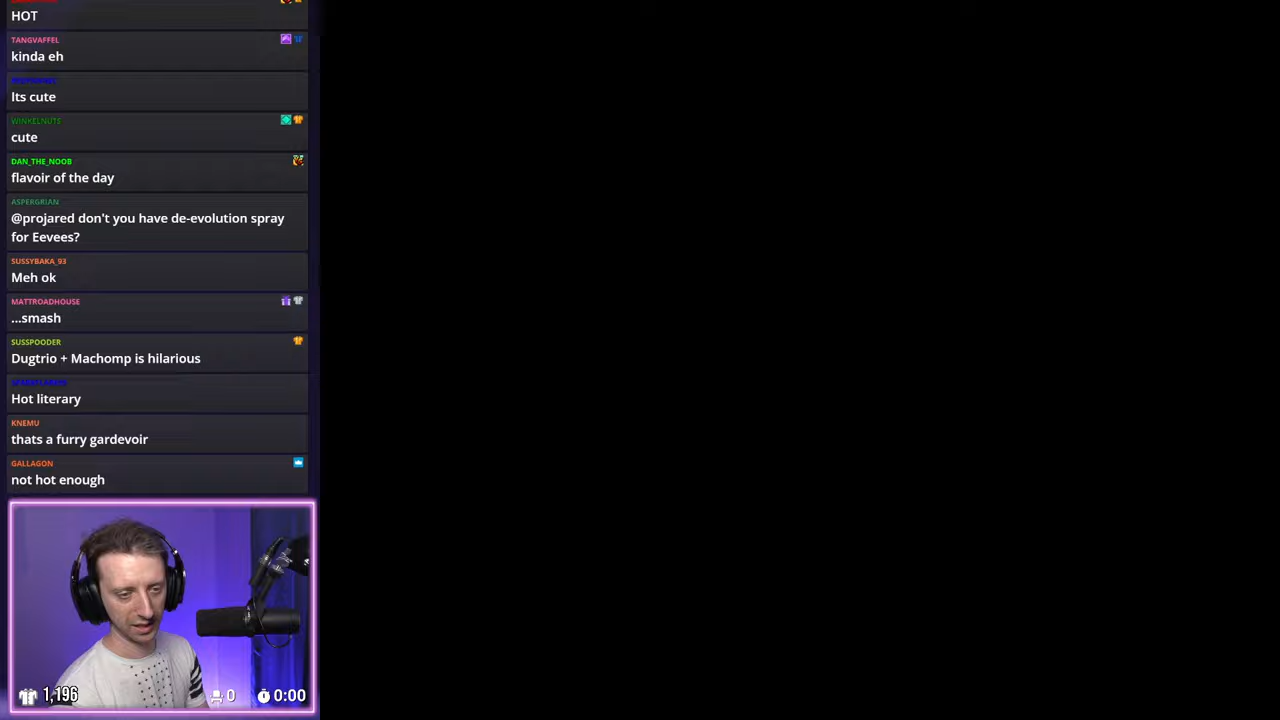 HOT
TANGVAFFEL
kinda eh
Its cute
WINKELNUTE
cute
DAN_THE_NOOB
flavoir of the day
ASPERGRIAN
@projared don't you have de-evolution spray
for Eevees?
SUSSYBAKA_93
Meh ok
MATTROADHOUSE
...smash
SUSSPOODER
Dugtrio + Machomp is hilarious
Hot literary
KNEMU
thats a furry gardevoir
GALLAGON
not hot enough
1,196
0
0:00